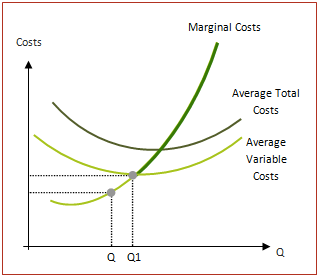 Marginal Costs
Costs
Average Total
Costs
Average
Variable
Costs
Q
Q1
Q